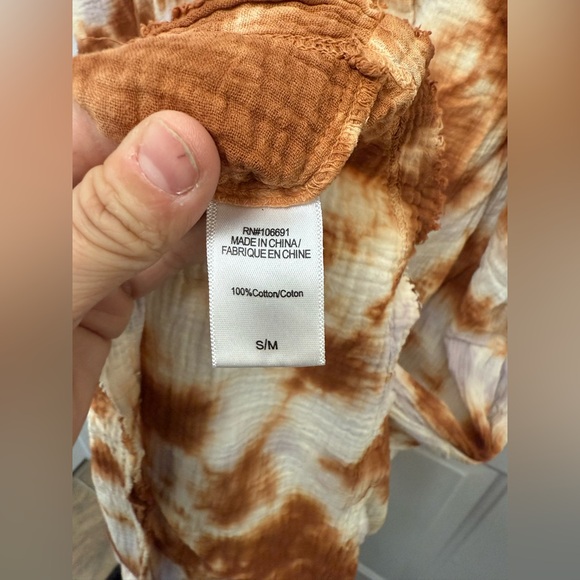 RN#106691
MADE IN CHINA/
FABRIQUE EN CHINE
100%Cotton/Coton
S/M